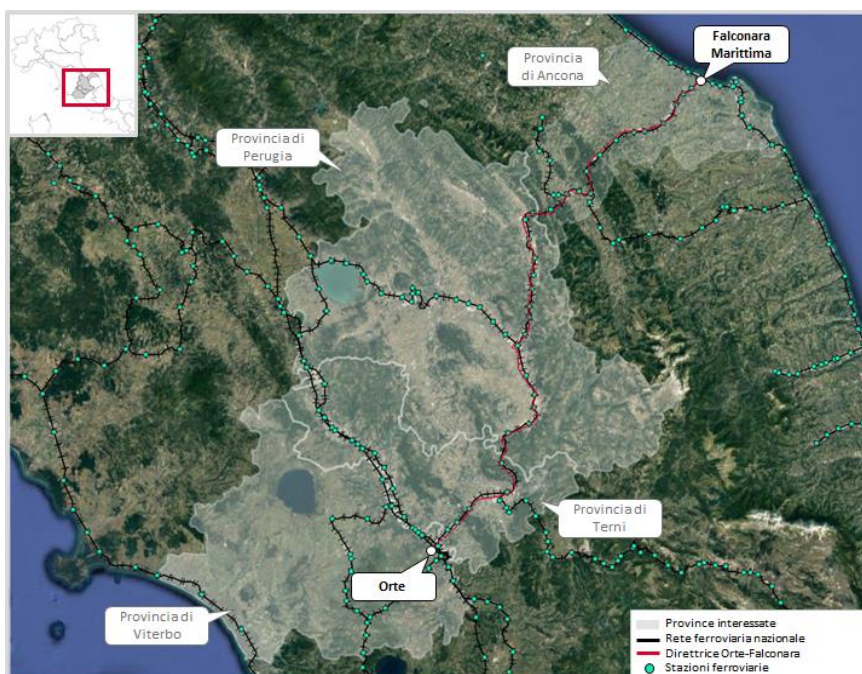 Falconara
Marittima
Provincia
di Ancona
Provincia di
Perugia
Provincia di
Terni
Orte
Provincia di
Viterbo
Province interessate
Rete ferroviaria nazionale
Direttrice Orte-Falconara
Stazioni ferroviarie